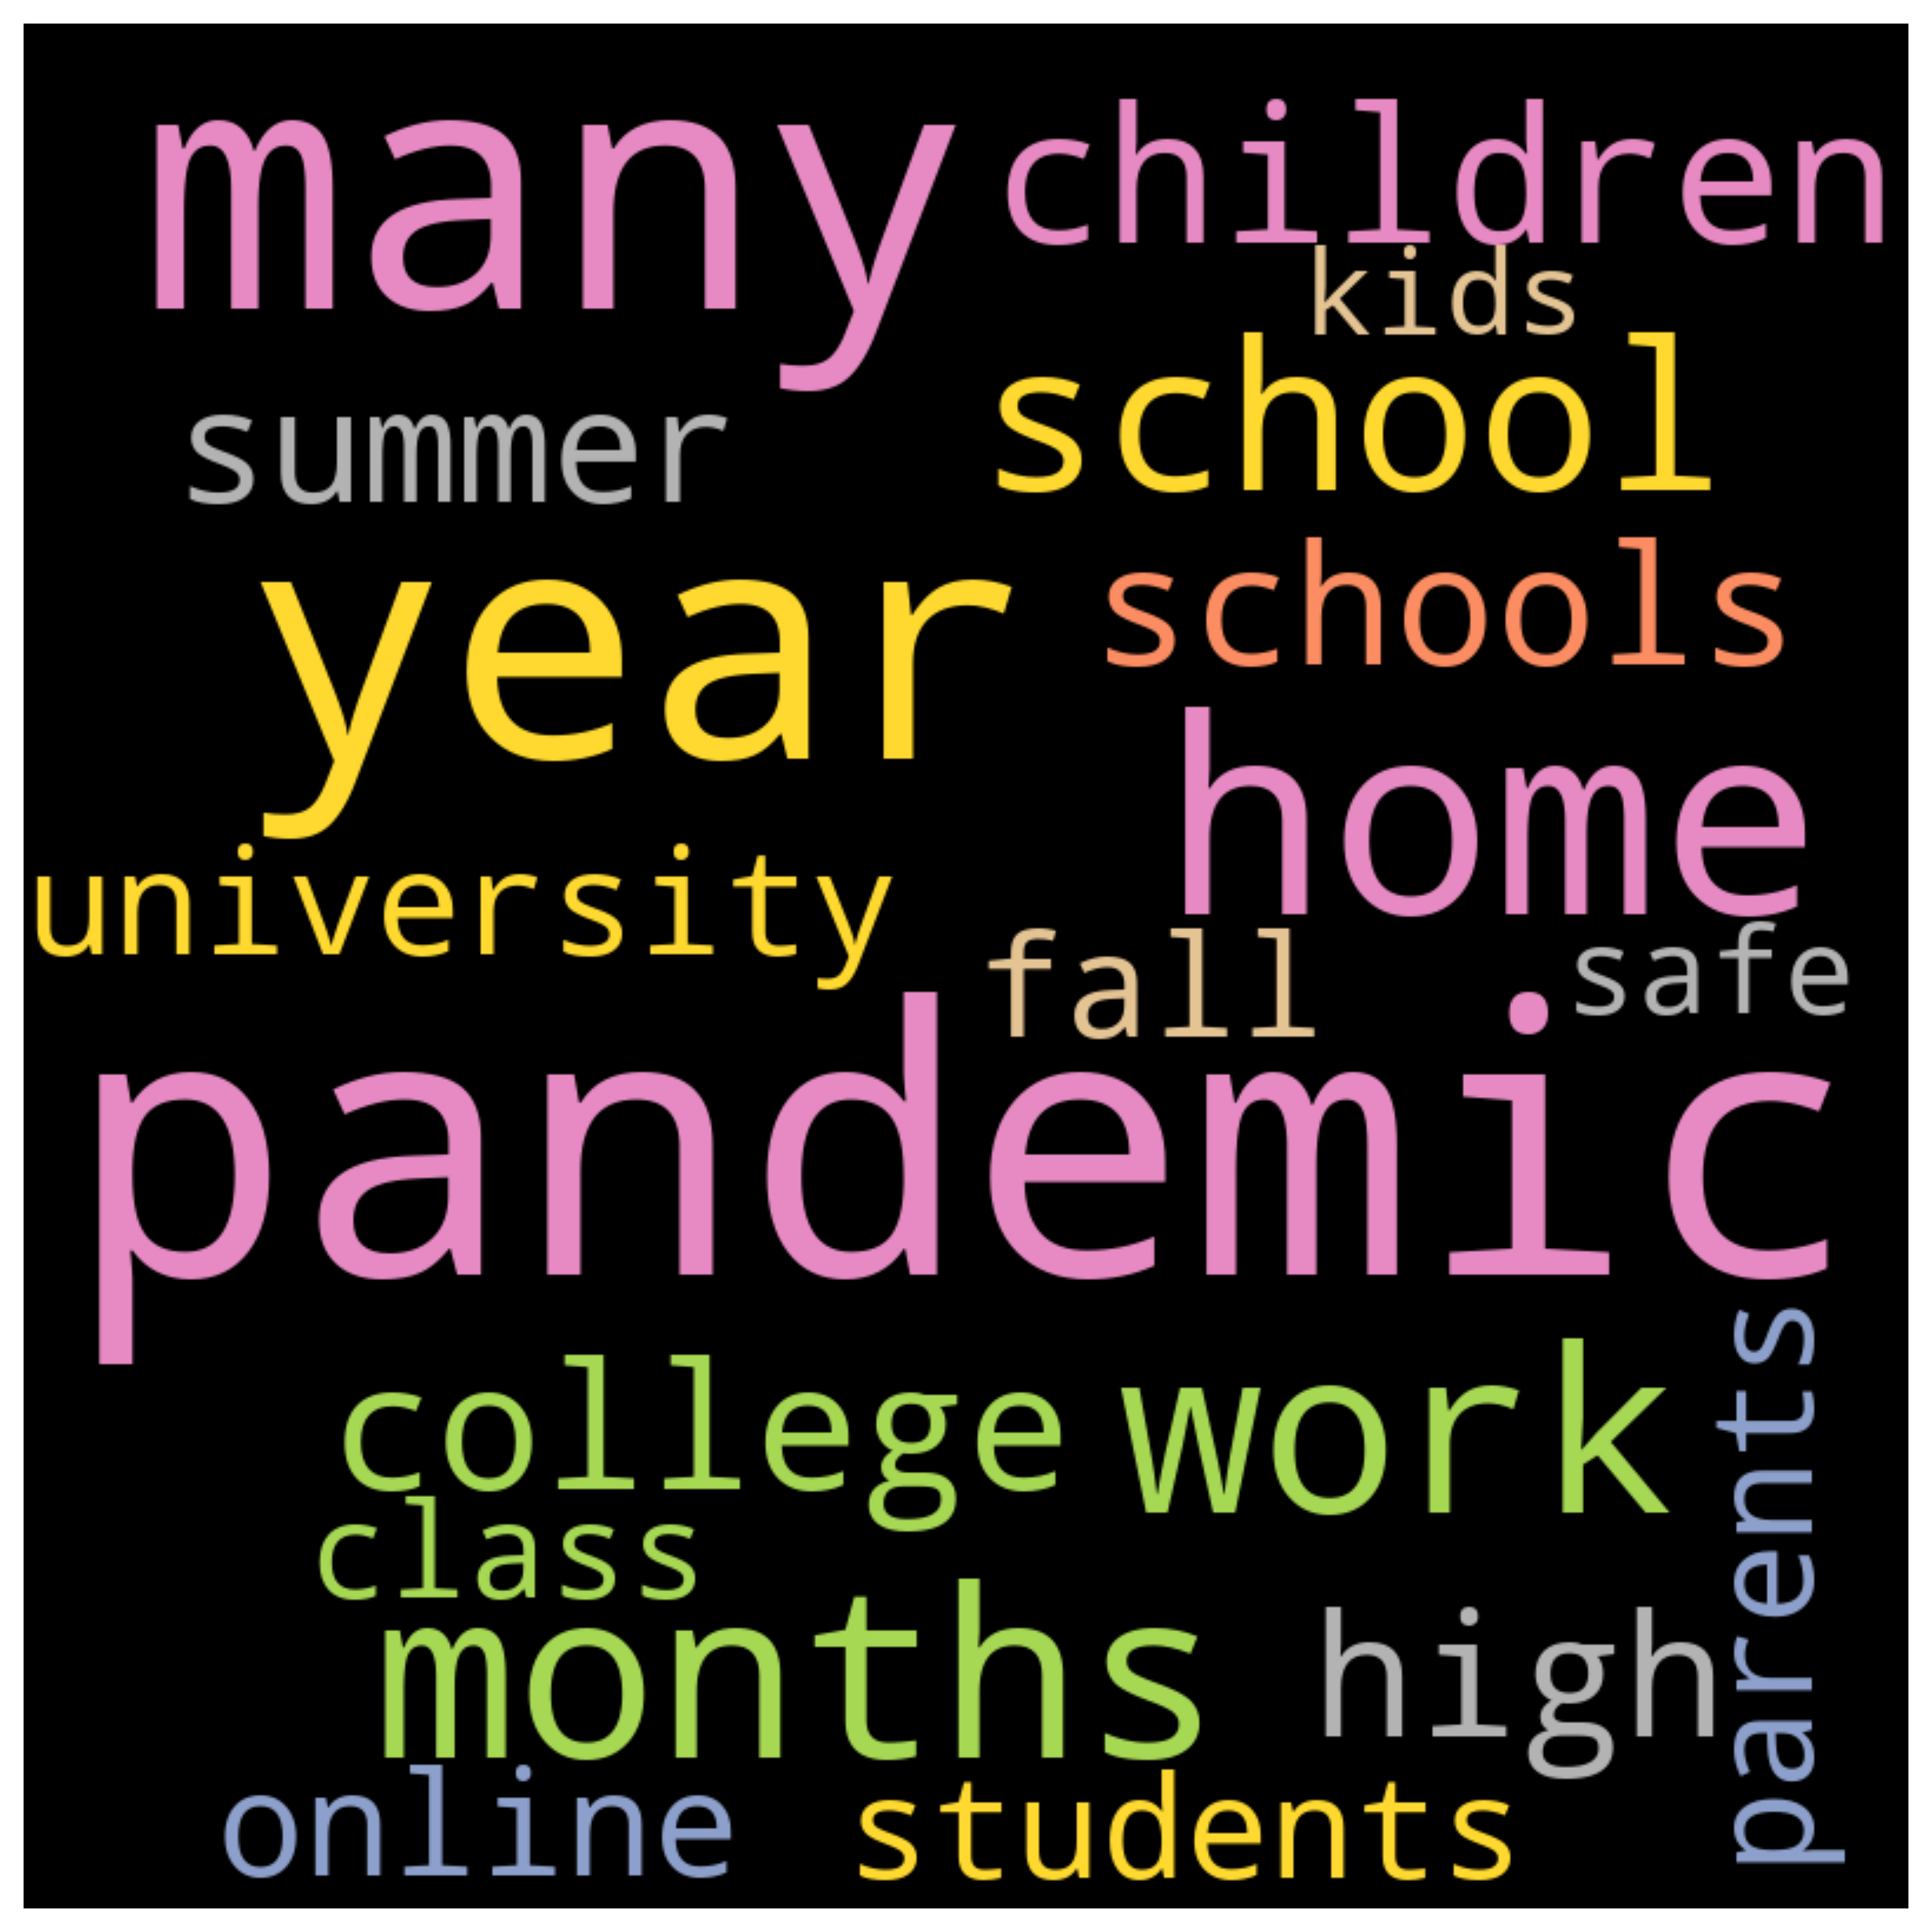 many children
kids
summer school
year schools
home
university
fall safe
pandemic
college work
class
months high
parents
online students